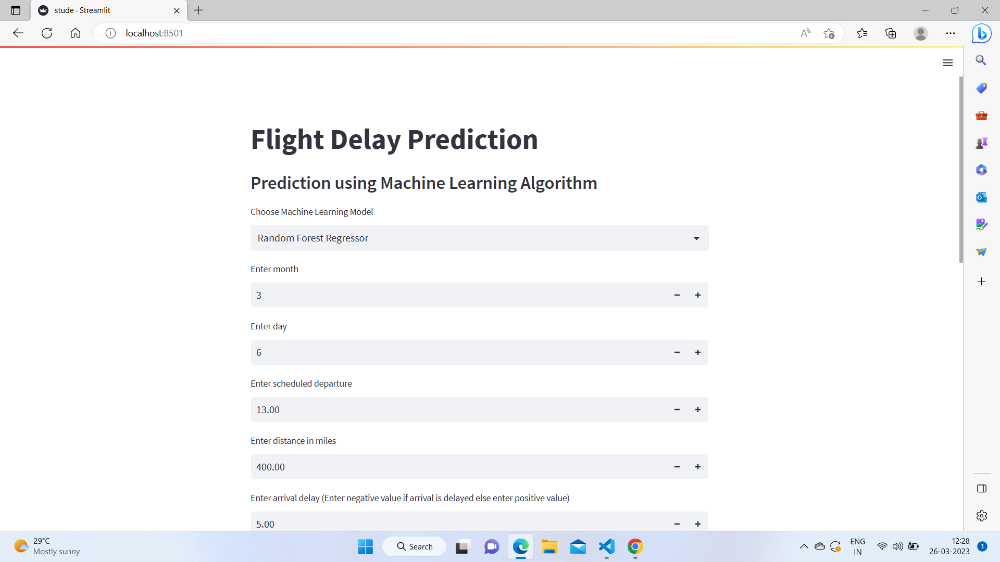 stude · Streamlit
localhost:8501
Flight Delay Prediction
Prediction using Machine Learning Algorithm
Choose Machine Learning Model
Random Forest Regressor
Enter month
3
Enter day
6
Enter scheduled departure
13.00
Enter distance in miles
400.00
Enter arrival delay (Enter negative value if arrival is delayed else enter positive value)
5.00
29°C
Mostly sunny
Search
ENG
IN
12:28
26-03-2023
1